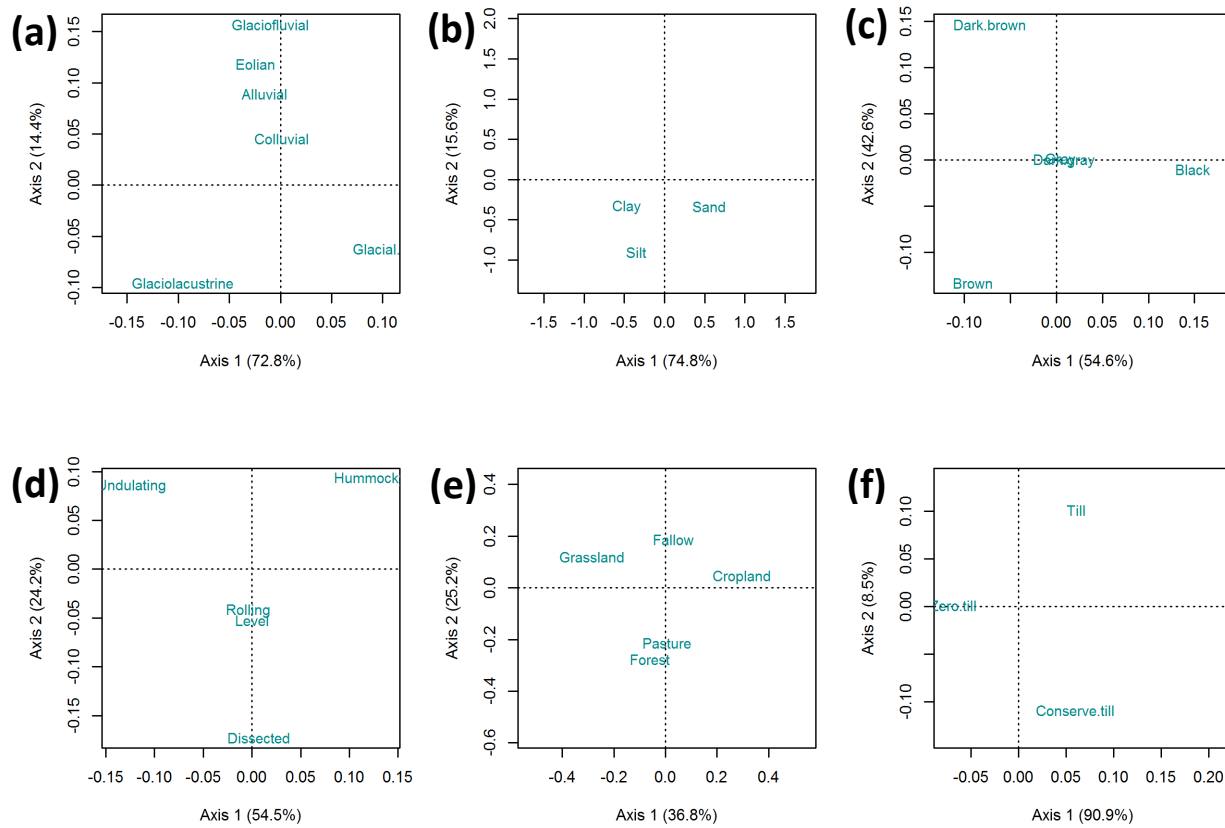 (a)
Axis 2 (14.4%)
0.15
0.10
0.05
0.00
-0.05
-0.10
Glaciofluvial
Eolian
Alluvial
Colluvial
Glacial.
Glaciolacustrine
-0.15 -0.10 -0.05 0.00 0.05 0.10
Axis 1 (72.8%)
(b)
Axis 2 (15.6%)
2.0
1.5
1.0
0.5
0.0
-0.5
-1.0
Clay
Sand
Silt
-1.5 -1.0 -0.5 0.0 0.5 1.0 1.5
Axis 1 (74.8%)
(c)
Axis 2 (42.6%)
0.15
0.10
0.05
0.00
-0.10
Dark.brown
Dark.gray
Gray
Black
Brown
-0.10 0.00 0.05 0.10 0.15
Axis 1 (54.6%)
(d)
Axis 2 (24.2%)
0.10
0.05
0.00
-0.05
-0.10
-0.15
Undulating
Hummock
Rolling
Level
Dissected
-0.15 -0.10 -0.05 0.00 0.05 0.10 0.15
Axis 1 (54.5%)
(e)
Axis 2 (25.2%)
0.4
0.2
0.0
-0.2
-0.4
-0.6
Fallow
Grassland
Cropland
Pasture
Forest
-0.4 -0.2 0.0 0.2 0.4
Axis 1 (36.8%)
(f)
Axis 2 (8.5%)
0.10
0.05
0.00
-0.10
Till
Zero.till
Conserve.till
-0.05 0.00 0.05 0.10 0.15 0.20
Axis 1 (90.9%)